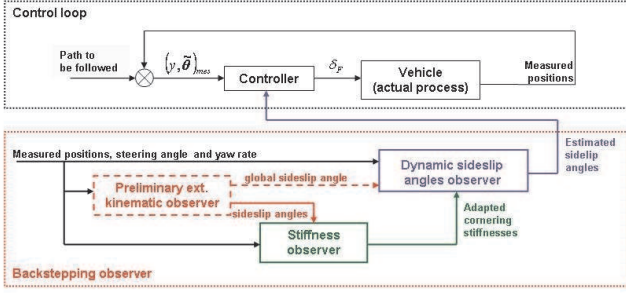 Control loop
Path to
be followed
(y, θ̃)mes
Controller
δF
Vehicle
(actual process)
Measured
positions
Estimated
sidelip
angles
Measured positions, steering angle and yaw rate
Preliminary ext.
kinematic observer
global sideslip angle
sideslip angles
Dynamic sideslip
angles observer
Stiffness
observer
Adapted
cornering
stiffnesses
Backstepping observer